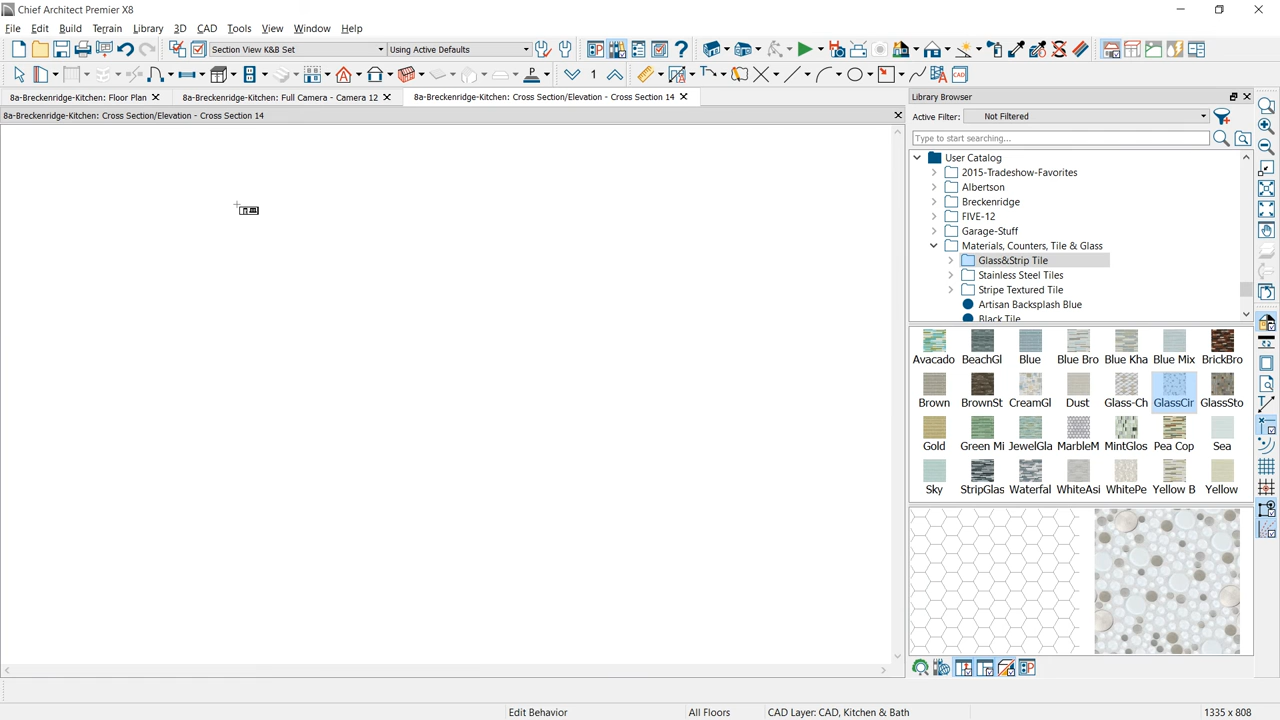 Chief Architect Premier X8
File Edit Build Terrain Library 3D CAD Tools View Window Help
Section View K&B Set Using Active Defaults
1
8a-Breckenridge-Kitchen: Floor Plan 8a-Breckenridge-Kitchen: Full Camera - Camera 12 8a-Breckenridge-Kitchen: Cross Section/Elevation - Cross Section 14
8a-Breckenridge-Kitchen: Cross Section/Elevation - Cross Section 14
Library Browser
Active Filter: Not Filtered
Type to start searching...
User Catalog
2015-Tradeshow-Favorites
Albertson
Breckenridge
FIVE-12
Garage-Stuff
Materials, Counters, Tile & Glass
Glass&Strip Tile
Stainless Steel Tiles
Stripe Textured Tile
Artisan Backsplash Blue
Black Tile
Avacado BeachGl Blue Blue Bro Blue Kha Blue Mix BrickBro
Brown BrownSt CreamGl Dust Glass-Ch GlassCir GlassSto
Gold Green Mi JewelGla MarbleM MintGlos Pea Cop Sea
Sky StripGlas Waterfal WhiteAsi WhitePe Yellow B Yellow
Edit Behavior All Floors CAD Layer: CAD, Kitchen & Bath 1335 x 808